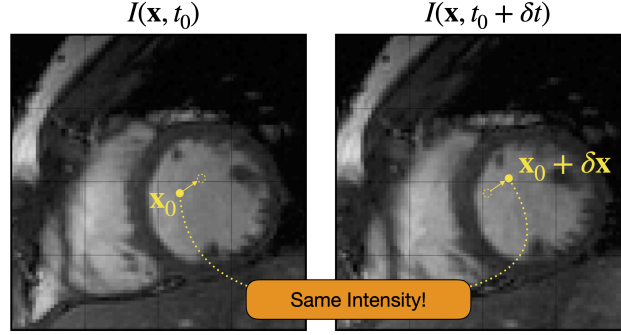 I(x, t₀)
I(x, t₀ + δt)
x₀
x₀ + δx
Same Intensity!